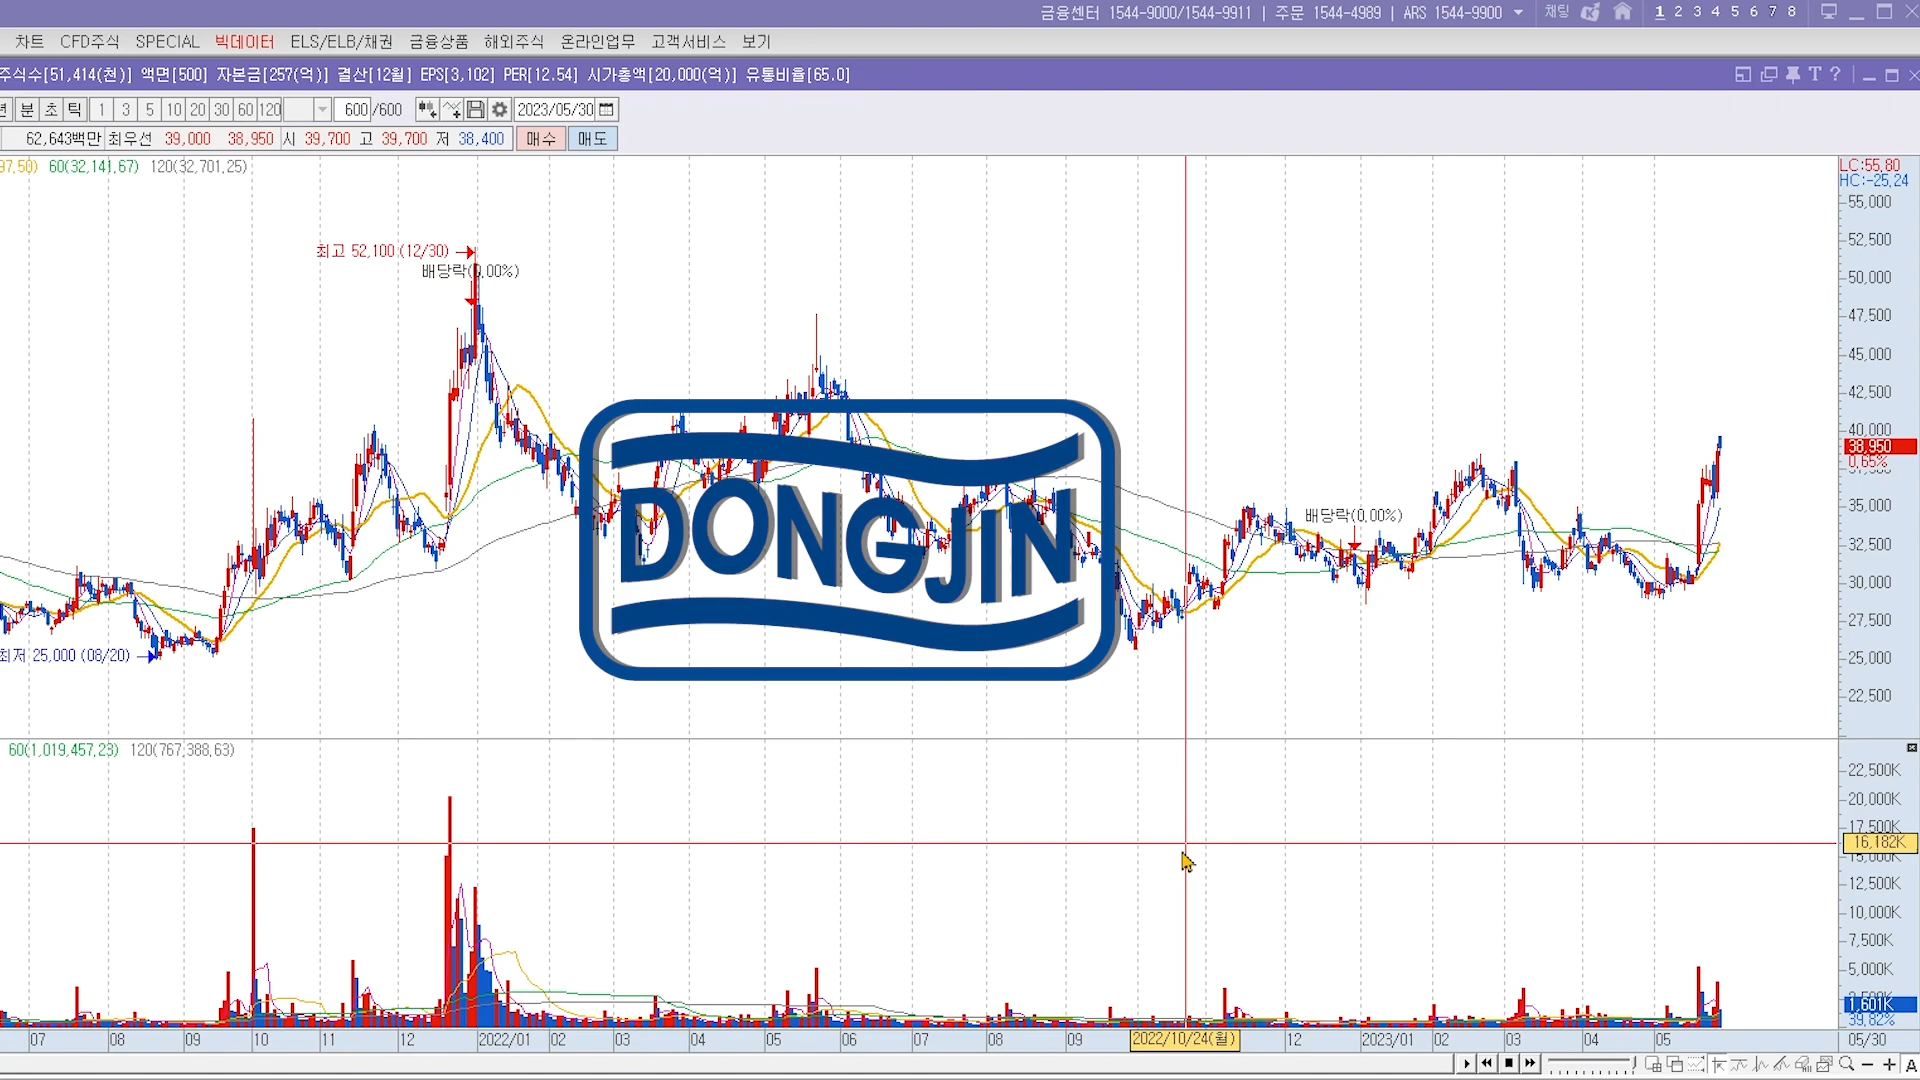 금융센터 1544-9000/1544-9911 | 주문 1544-4989 | ARS 1544-9900 채팅 1 2 3 4 5 6 7 8
차트 CFD주식 SPECIAL 빅데이터 ELS/ELB/채권 금융상품 해외주식 온라인업무 고객서비스 보기
주식수[51,414(천)] 액면[500] 자본금[257(억)] 결산[12월] EPS[3,102] PER[12.54] 시가총액[20,000(억)] 유통비율[65.0] T ?
년 분 초 틱 1 3 5 10 20 30 60 120 600 /600 2023/05/30
62,643백만 최우선 39,000 38,950 시 39,700 고 39,700 저 38,400 매수 매도
97,50) 60(32,141,67) 120(32,701,25)
LC:55,80
HC:-25,24
55,000
52,500
최고 52,100 (12/30)
배당락(0,00%)
50,000
47,500
45,000
42,500
40,000
38,950
0,65%
37,500
35,000
배당락(0,00%)
32,500
30,000
27,500
25,000
22,500
DONGJIN
최저 25,000 (08/20)
60(1,019,457,23) 120(767,388,63)
22,500K
20,000K
17,500K
16,182K
15,000K
12,500K
10,000K
7,500K
5,000K
1,601K
39,82%
07 08 09 10 11 12 2022/01 02 03 04 05 06 07 08 09 2022/10/24(월) 12 2023/01 02 03 04 05 05/30
A